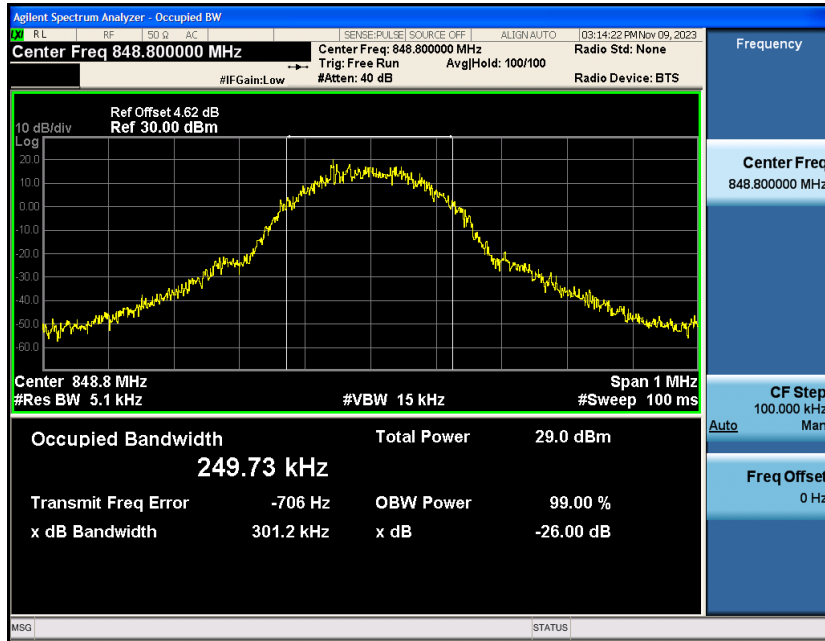 Agilent Spectrum Analyzer - Occupied BW
LXI RL RF 50 Ω AC SENSE:PULSE SOURCE OFF ALIGN AUTO 03:14:22 PM Nov 09, 2023
Center Freq 848.800000 MHz
Center Freq: 848.800000 MHz
Radio Std: None
Trig: Free Run Avg|Hold: 100/100
#IFGain:Low #Atten: 40 dB Radio Device: BTS
Ref Offset 4.62 dB
10 dB/div Ref 30.00 dBm
Log
20.0
10.0
0.00
-10.0
-20.0
-30.0
-40.0
-50.0
-60.0
Center 848.8 MHz Span 1 MHz
#Res BW 5.1 kHz #VBW 15 kHz #Sweep 100 ms
Occupied Bandwidth Total Power 29.0 dBm
249.73 kHz
Transmit Freq Error -706 Hz OBW Power 99.00 %
x dB Bandwidth 301.2 kHz x dB -26.00 dB
MSG STATUS
Frequency
Center Freq
848.800000 MHz
CF Step
100.000 kHz
Auto Man
Freq Offset
0 Hz